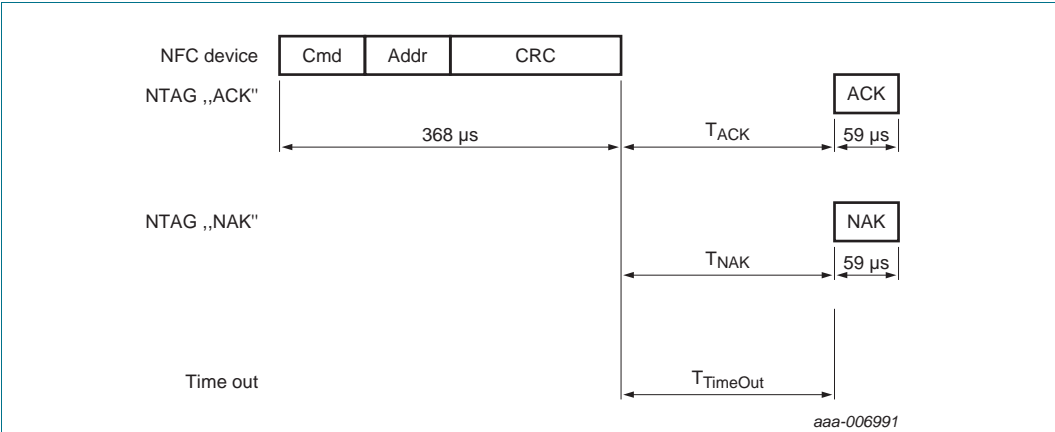 NFC device Cmd Addr CRC
NTAG ,,ACK" ACK
368 µs TACK 59 µs
NTAG ,,NAK" NAK
TNAK 59 µs
Time out TTimeOut
aaa-006991